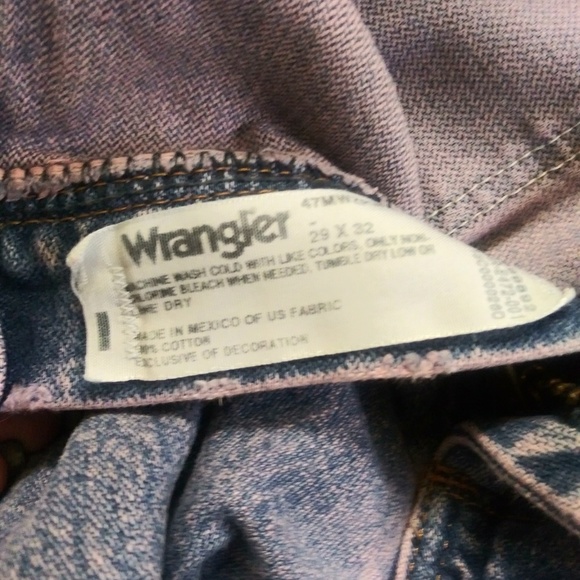 Wrangler
47MW
29 X 32
MACHINE WASH COLD WITH LIKE COLORS, ONLY NON-
CHLORINE BLEACH WHEN NEEDED, TUMBLE DRY LOW OR
LINE DRY
MADE IN MEXICO OF US FABRIC
100% COTTON
EXCLUSIVE OF DECORATION